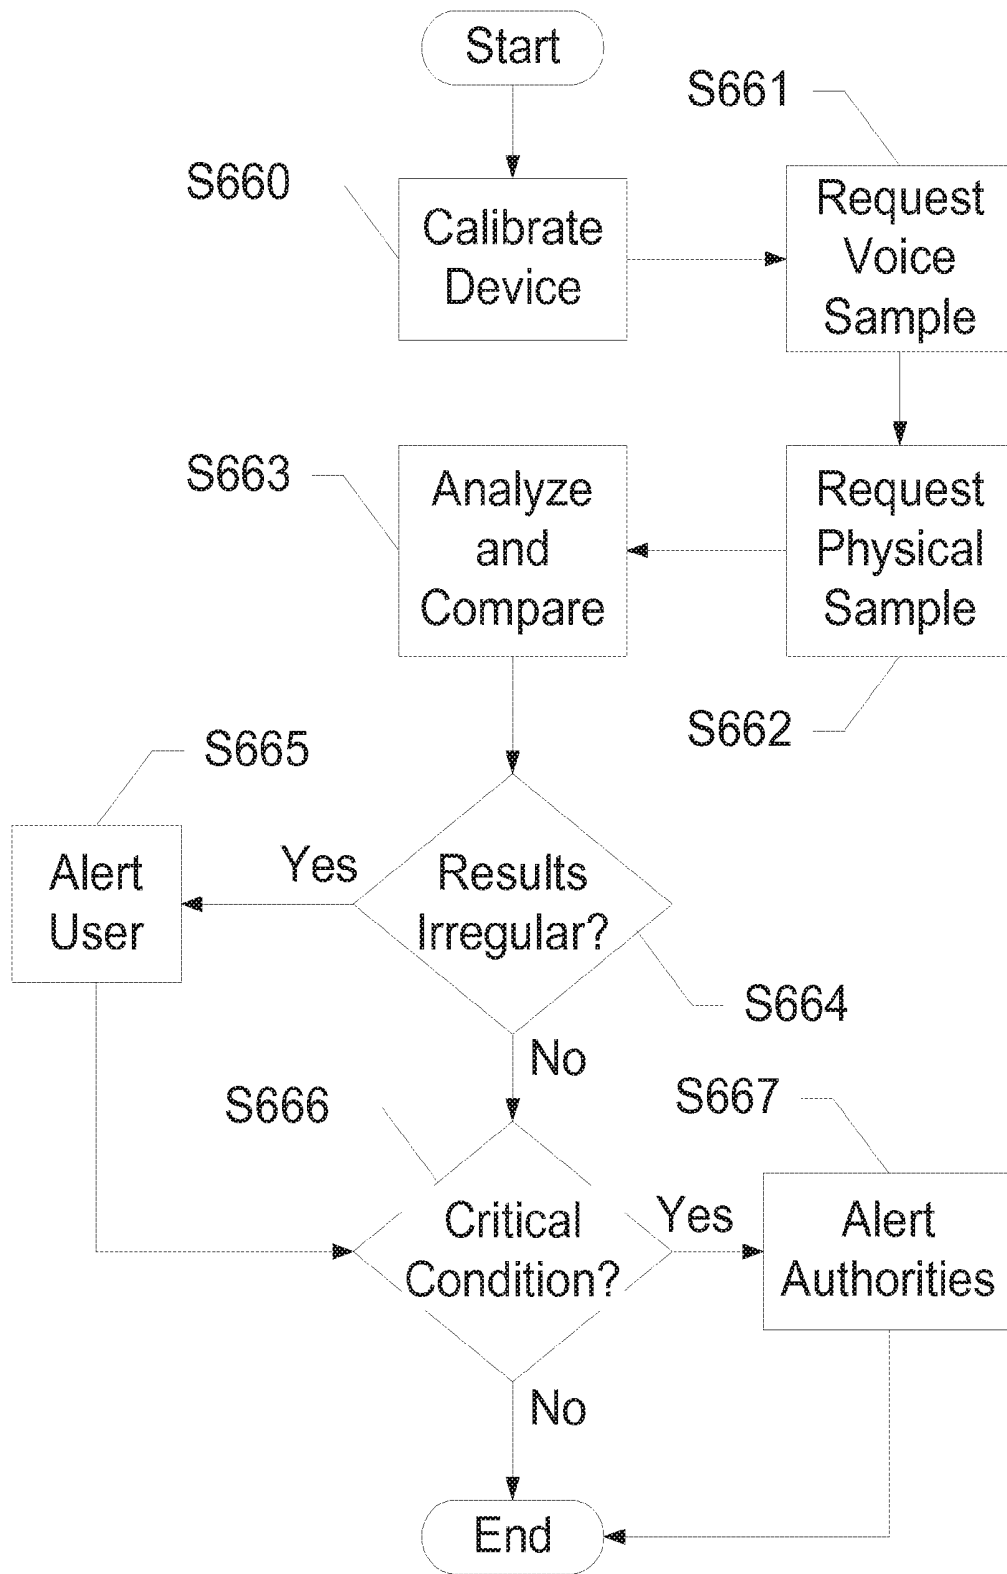 Start
S661
S660
Calibrate
Device
Request
Voice
Sample
S663
Analyze
and
Compare
Request
Physical
Sample
S662
S665
Alert
User
Yes
Results
Irregular?
S664
No
S666
S667
Critical
Condition?
Yes
Alert
Authorities
No
End